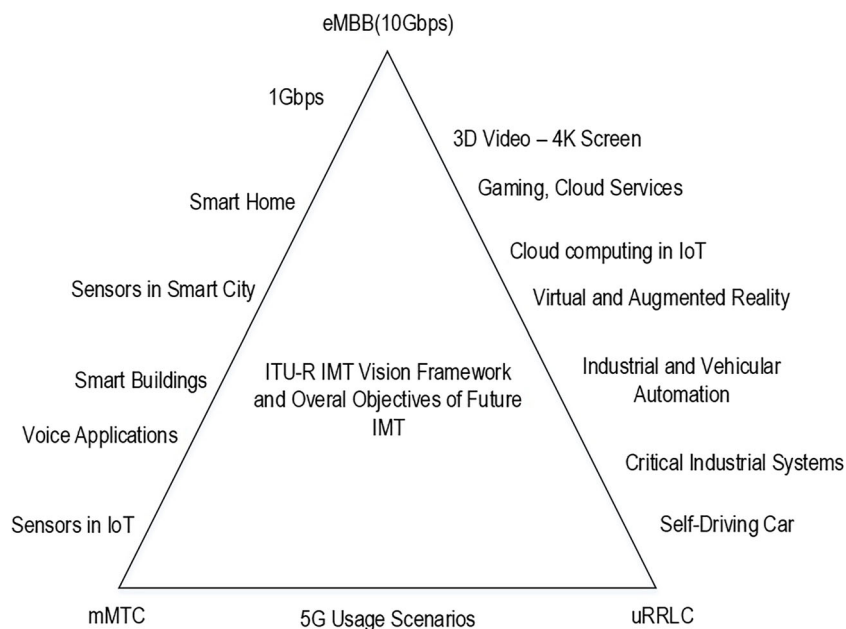 eMBB(10Gbps)
1Gbps
3D Video – 4K Screen
Gaming, Cloud Services
Smart Home
Cloud computing in IoT
Sensors in Smart City
Virtual and Augmented Reality
Industrial and Vehicular
Automation
Smart Buildings
ITU-R IMT Vision Framework
and Overal Objectives of Future
IMT
Voice Applications
Critical Industrial Systems
Sensors in IoT
Self-Driving Car
mMTC
5G Usage Scenarios
uRRLC